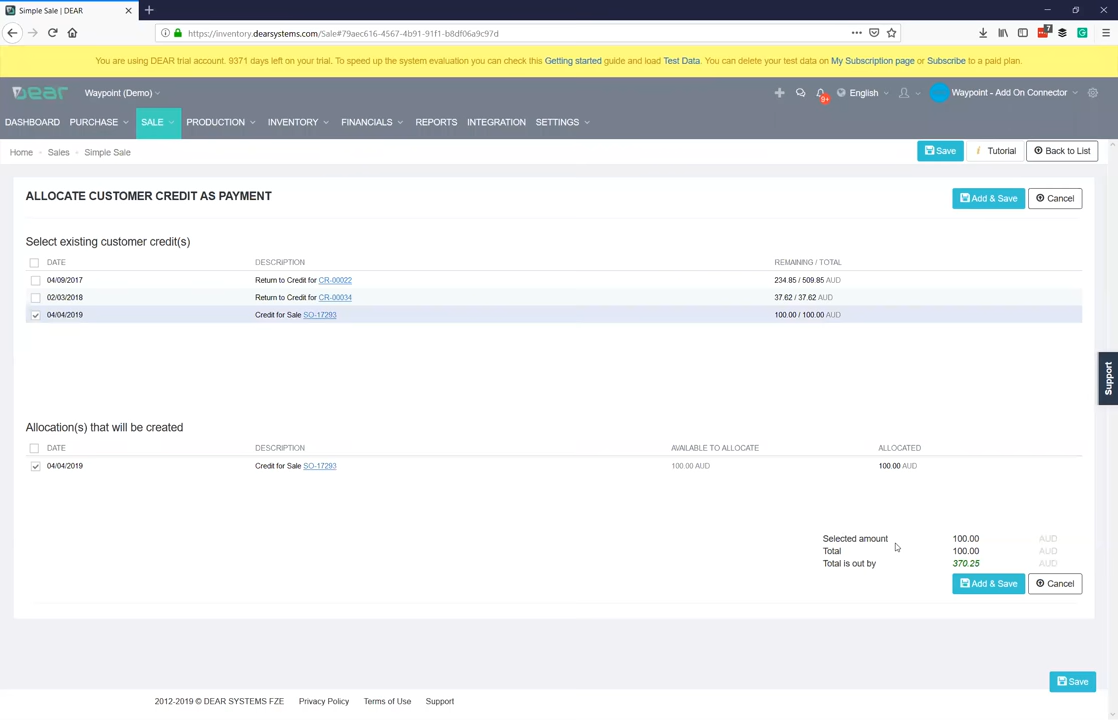 Simple Sale | DEAR
https://inventory.dearsystems.com/Sale#79aec616-4567-4b91-91f1-b8df06a9c97d
7
You are using DEAR trial account. 9371 days left on your trial. To speed up the system evaluation you can check this Getting started guide and load Test Data. You can delete your test data on My Subscription page or Subscribe to a paid plan.
Dear Waypoint (Demo) 9+ English Waypoint - Add On Connector
DASHBOARD PURCHASE SALE PRODUCTION INVENTORY FINANCIALS REPORTS INTEGRATION SETTINGS
Home Sales Simple Sale Save Tutorial Back to List
ALLOCATE CUSTOMER CREDIT AS PAYMENT Add & Save Cancel
Select existing customer credit(s)
DATE DESCRIPTION REMAINING / TOTAL
04/09/2017 Return to Credit for CR-00022 234.85 / 509.85 AUD
02/03/2018 Return to Credit for CR-00034 37.62 / 37.62 AUD
04/04/2019 Credit for Sale SO-17293 100.00 / 100.00 AUD
Support
Allocation(s) that will be created
DATE DESCRIPTION AVAILABLE TO ALLOCATE ALLOCATED
04/04/2019 Credit for Sale SO-17293 100.00 AUD 100.00 AUD
Selected amount 100.00 AUD
Total 100.00 AUD
Total is out by 370.25 AUD
Add & Save Cancel
Save
2012-2019 © DEAR SYSTEMS FZE Privacy Policy Terms of Use Support